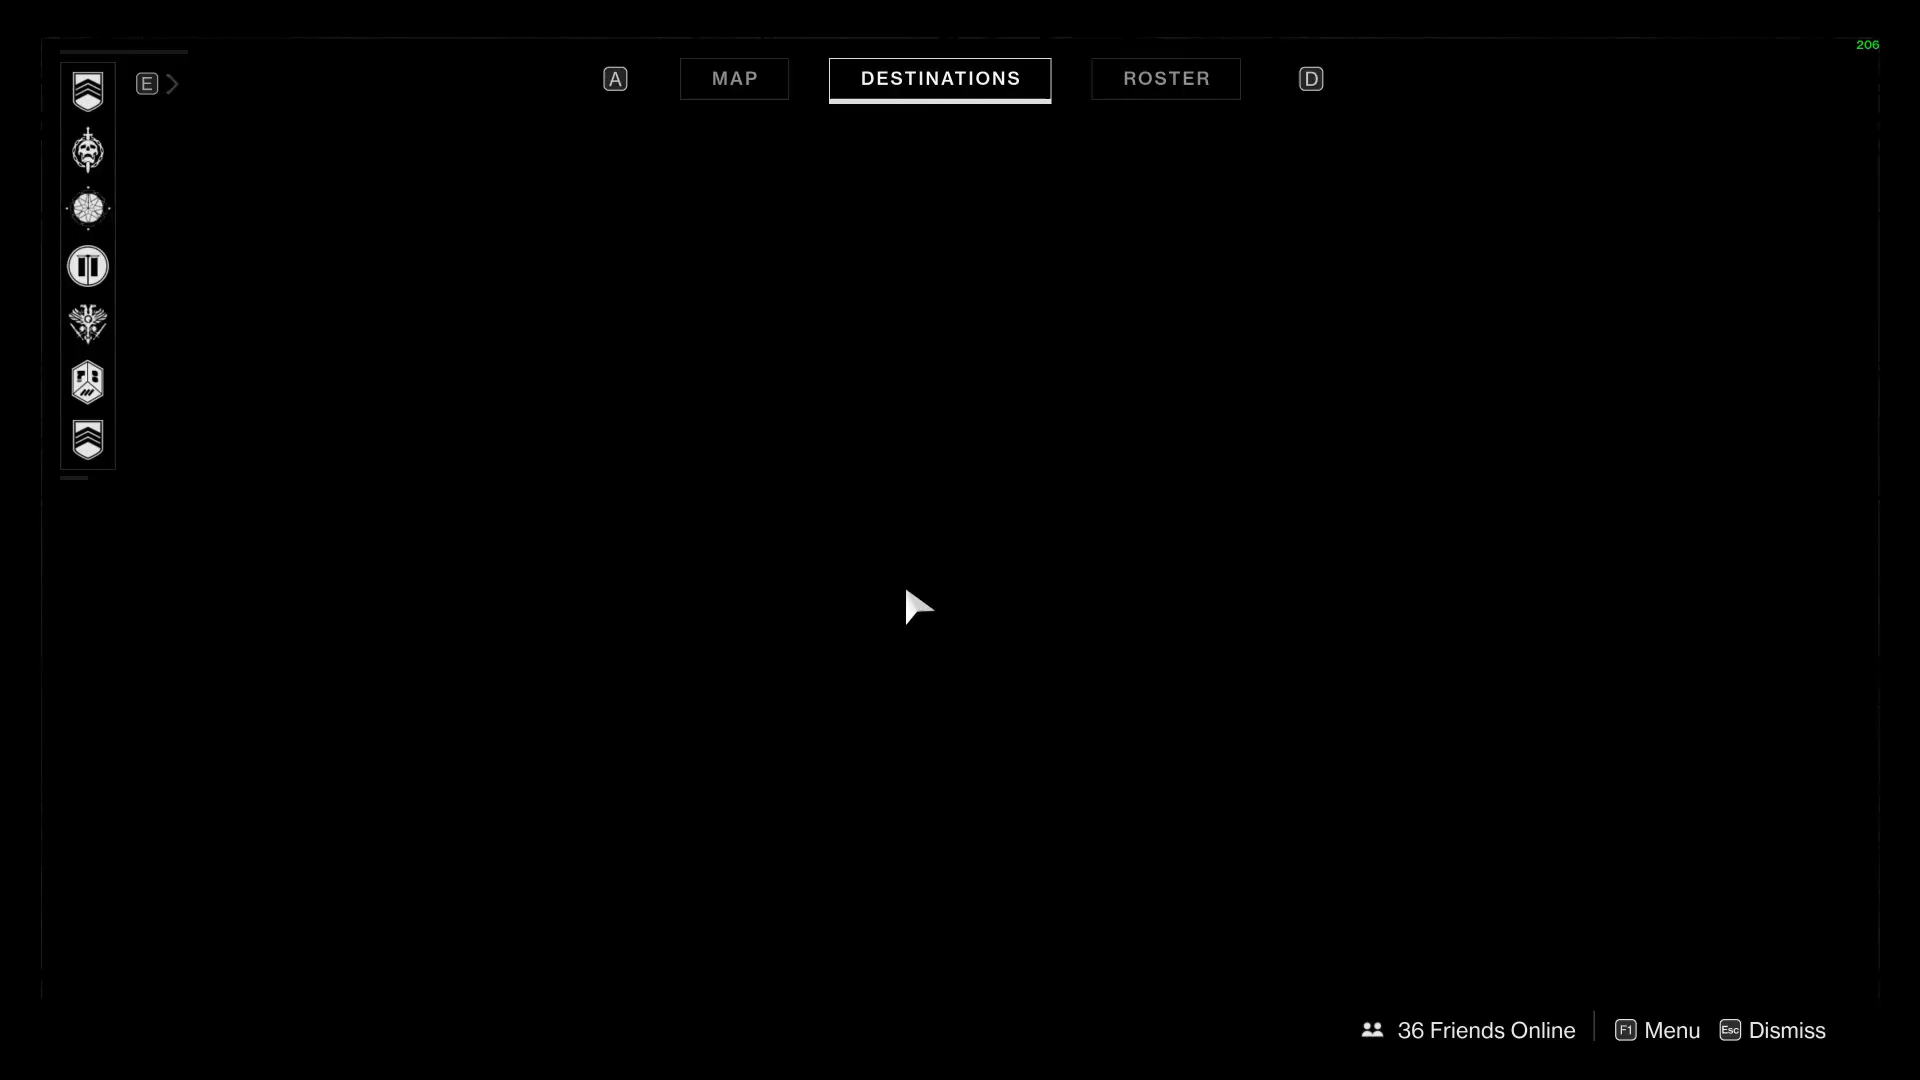 206
E
A
MAP
DESTINATIONS
ROSTER
D
36 Friends Online
F1 Menu
Esc Dismiss